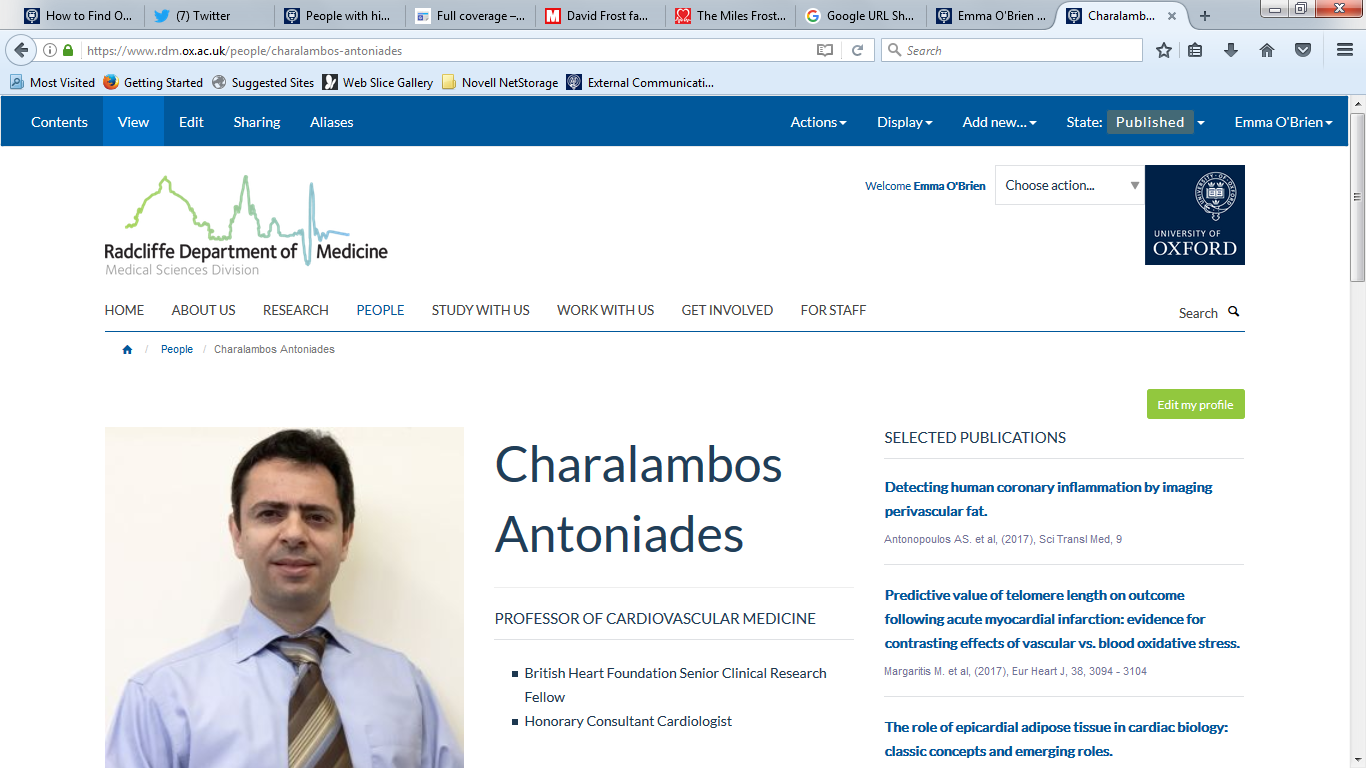 How to Find O...
(7) Twitter
People with hi...
Full coverage –...
David Frost fa...
The Miles Frost...
Google URL Sh...
Emma O'Brien ...
Charalamb...
https://www.rdm.ox.ac.uk/people/charalambos-antoniades
Search
Most Visited
Getting Started
Suggested Sites
Web Slice Gallery
Novell NetStorage
External Communicati...
Contents
View
Edit
Sharing
Aliases
Actions
Display
Add new...
State: Published
Emma O'Brien
Welcome Emma O'Brien
Choose action...
UNIVERSITY OF
OXFORD
Radcliffe Department of Medicine
Medical Sciences Division
HOME
ABOUT US
RESEARCH
PEOPLE
STUDY WITH US
WORK WITH US
GET INVOLVED
FOR STAFF
Search
/ People / Charalambos Antoniades
Edit my profile
Charalambos
Antoniades
PROFESSOR OF CARDIOVASCULAR MEDICINE
British Heart Foundation Senior Clinical Research
Fellow
Honorary Consultant Cardiologist
SELECTED PUBLICATIONS
Detecting human coronary inflammation by imaging
perivascular fat.
Antonopoulos AS. et al, (2017), Sci Transl Med, 9
Predictive value of telomere length on outcome
following acute myocardial infarction: evidence for
contrasting effects of vascular vs. blood oxidative stress.
Margaritis M. et al, (2017), Eur Heart J, 38, 3094 - 3104
The role of epicardial adipose tissue in cardiac biology:
classic concepts and emerging roles.